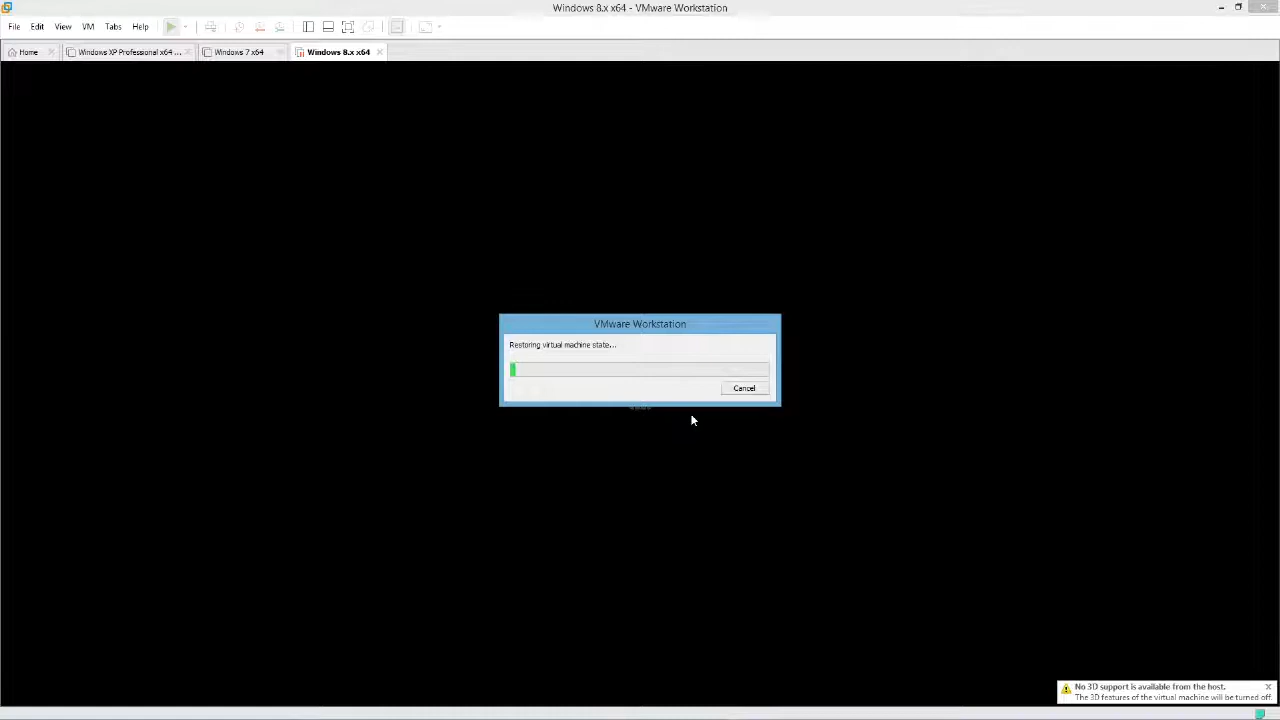 Windows 8.x x64 - VMware Workstation
File Edit View VM Tabs Help
Home Windows XP Professional x64 ... Windows 7 x64 Windows 8.x x64
VMware Workstation
Restoring virtual machine state...
Cancel
No 3D support is available from the host.
The 3D features of the virtual machine will be turned off.